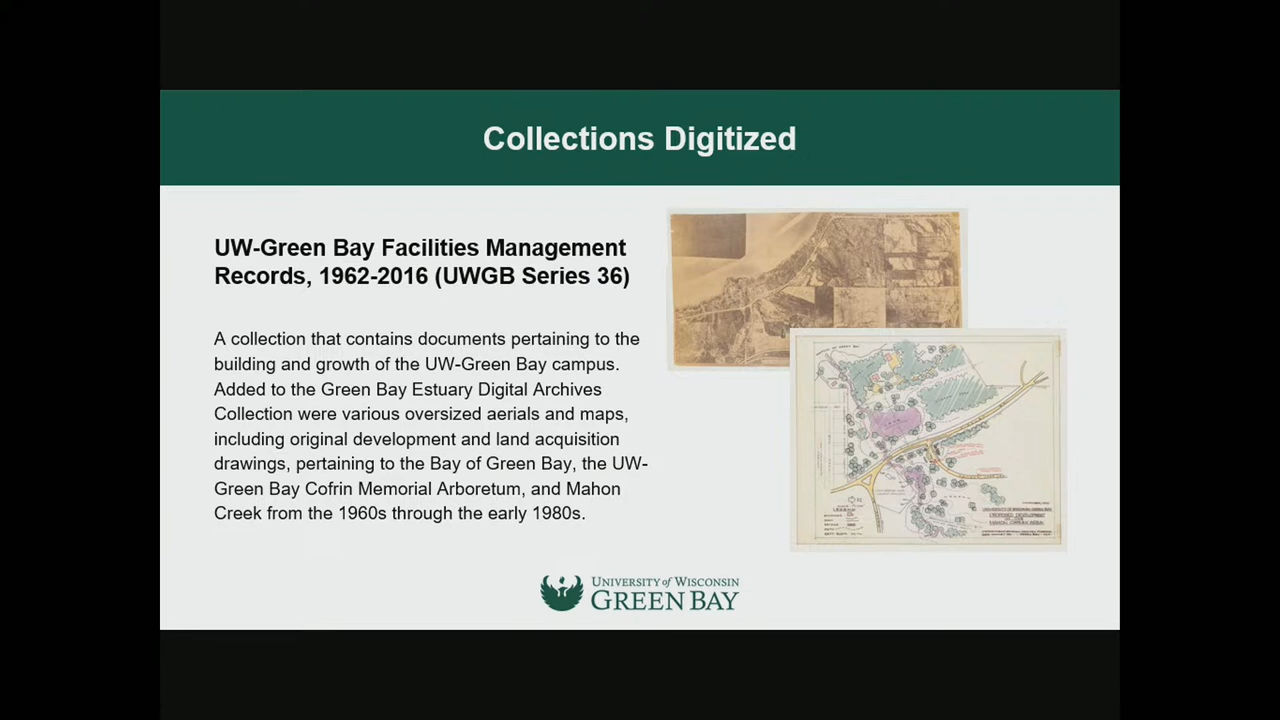 Collections Digitized
UW-Green Bay Facilities Management
Records, 1962-2016 (UWGB Series 36)
A collection that contains documents pertaining to the
building and growth of the UW-Green Bay campus.
Added to the Green Bay Estuary Digital Archives
Collection were various oversized aerials and maps,
including original development and land acquisition
drawings, pertaining to the Bay of Green Bay, the UW-
Green Bay Cofrin Memorial Arboretum, and Mahon
Creek from the 1960s through the early 1980s.
PROPOSED DEVELOPMENT
UNIVERSITY of WISCONSIN
GREEN BAY